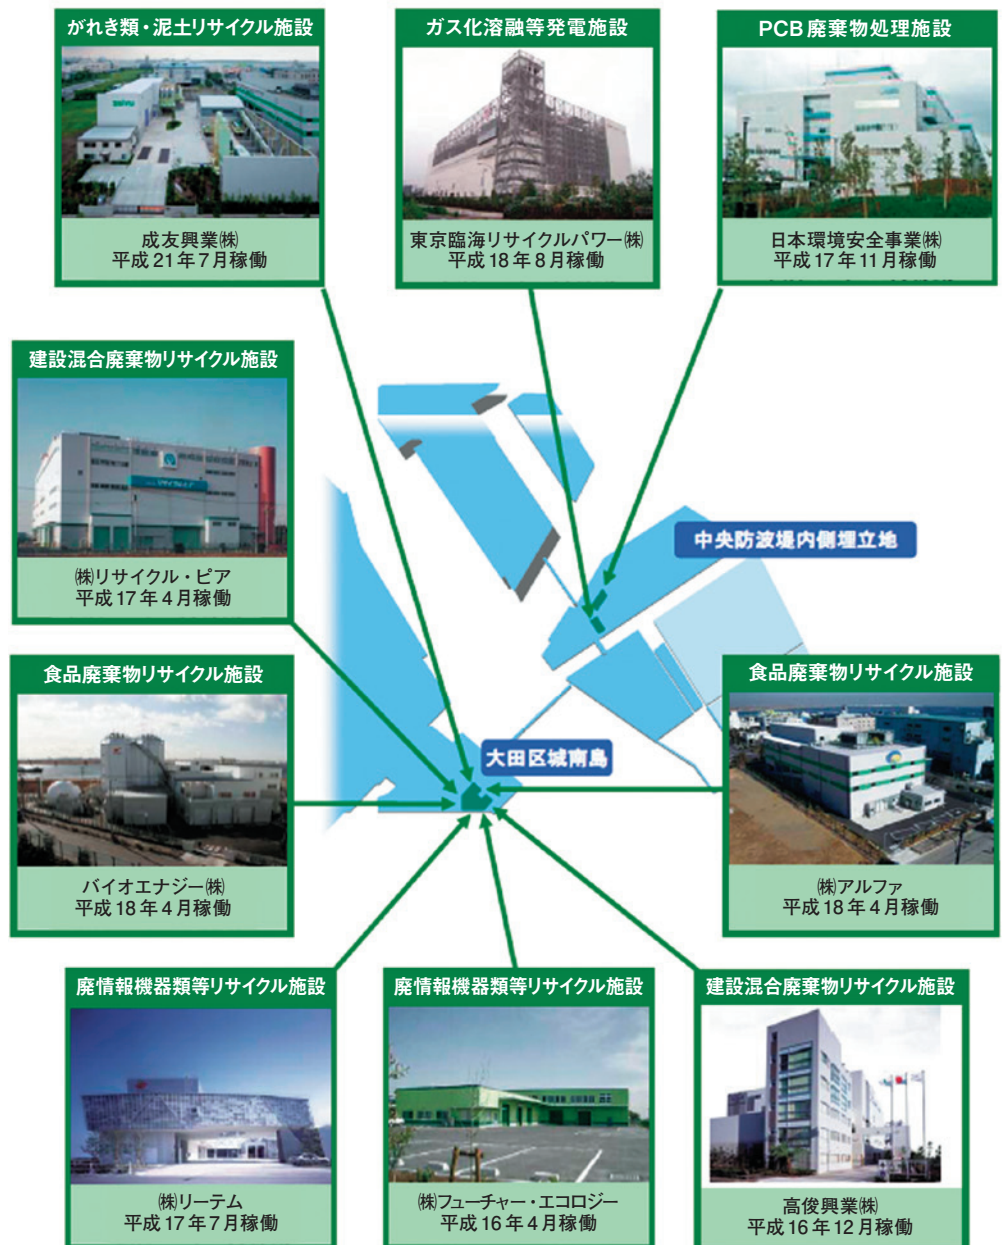 がれき類・泥土リサイクル施設
成友興業㈱
平成21年7月稼働
ガス化溶融等発電施設
東京臨海リサイクルパワー㈱
平成18年8月稼働
PCB廃棄物処理施設
日本環境安全事業㈱
平成17年11月稼働
建設混合廃棄物リサイクル施設
㈱リサイクル・ピア
平成17年4月稼働
中央防波堤内側埋立地
食品廃棄物リサイクル施設
バイオエナジー㈱
平成18年4月稼働
大田区城南島
食品廃棄物リサイクル施設
㈱アルファ
平成18年4月稼働
廃情報機器類等リサイクル施設
㈱リーテム
平成17年7月稼働
廃情報機器類等リサイクル施設
㈱フューチャー・エコロジー
平成16年4月稼働
建設混合廃棄物リサイクル施設
高俊興業㈱
平成16年12月稼働